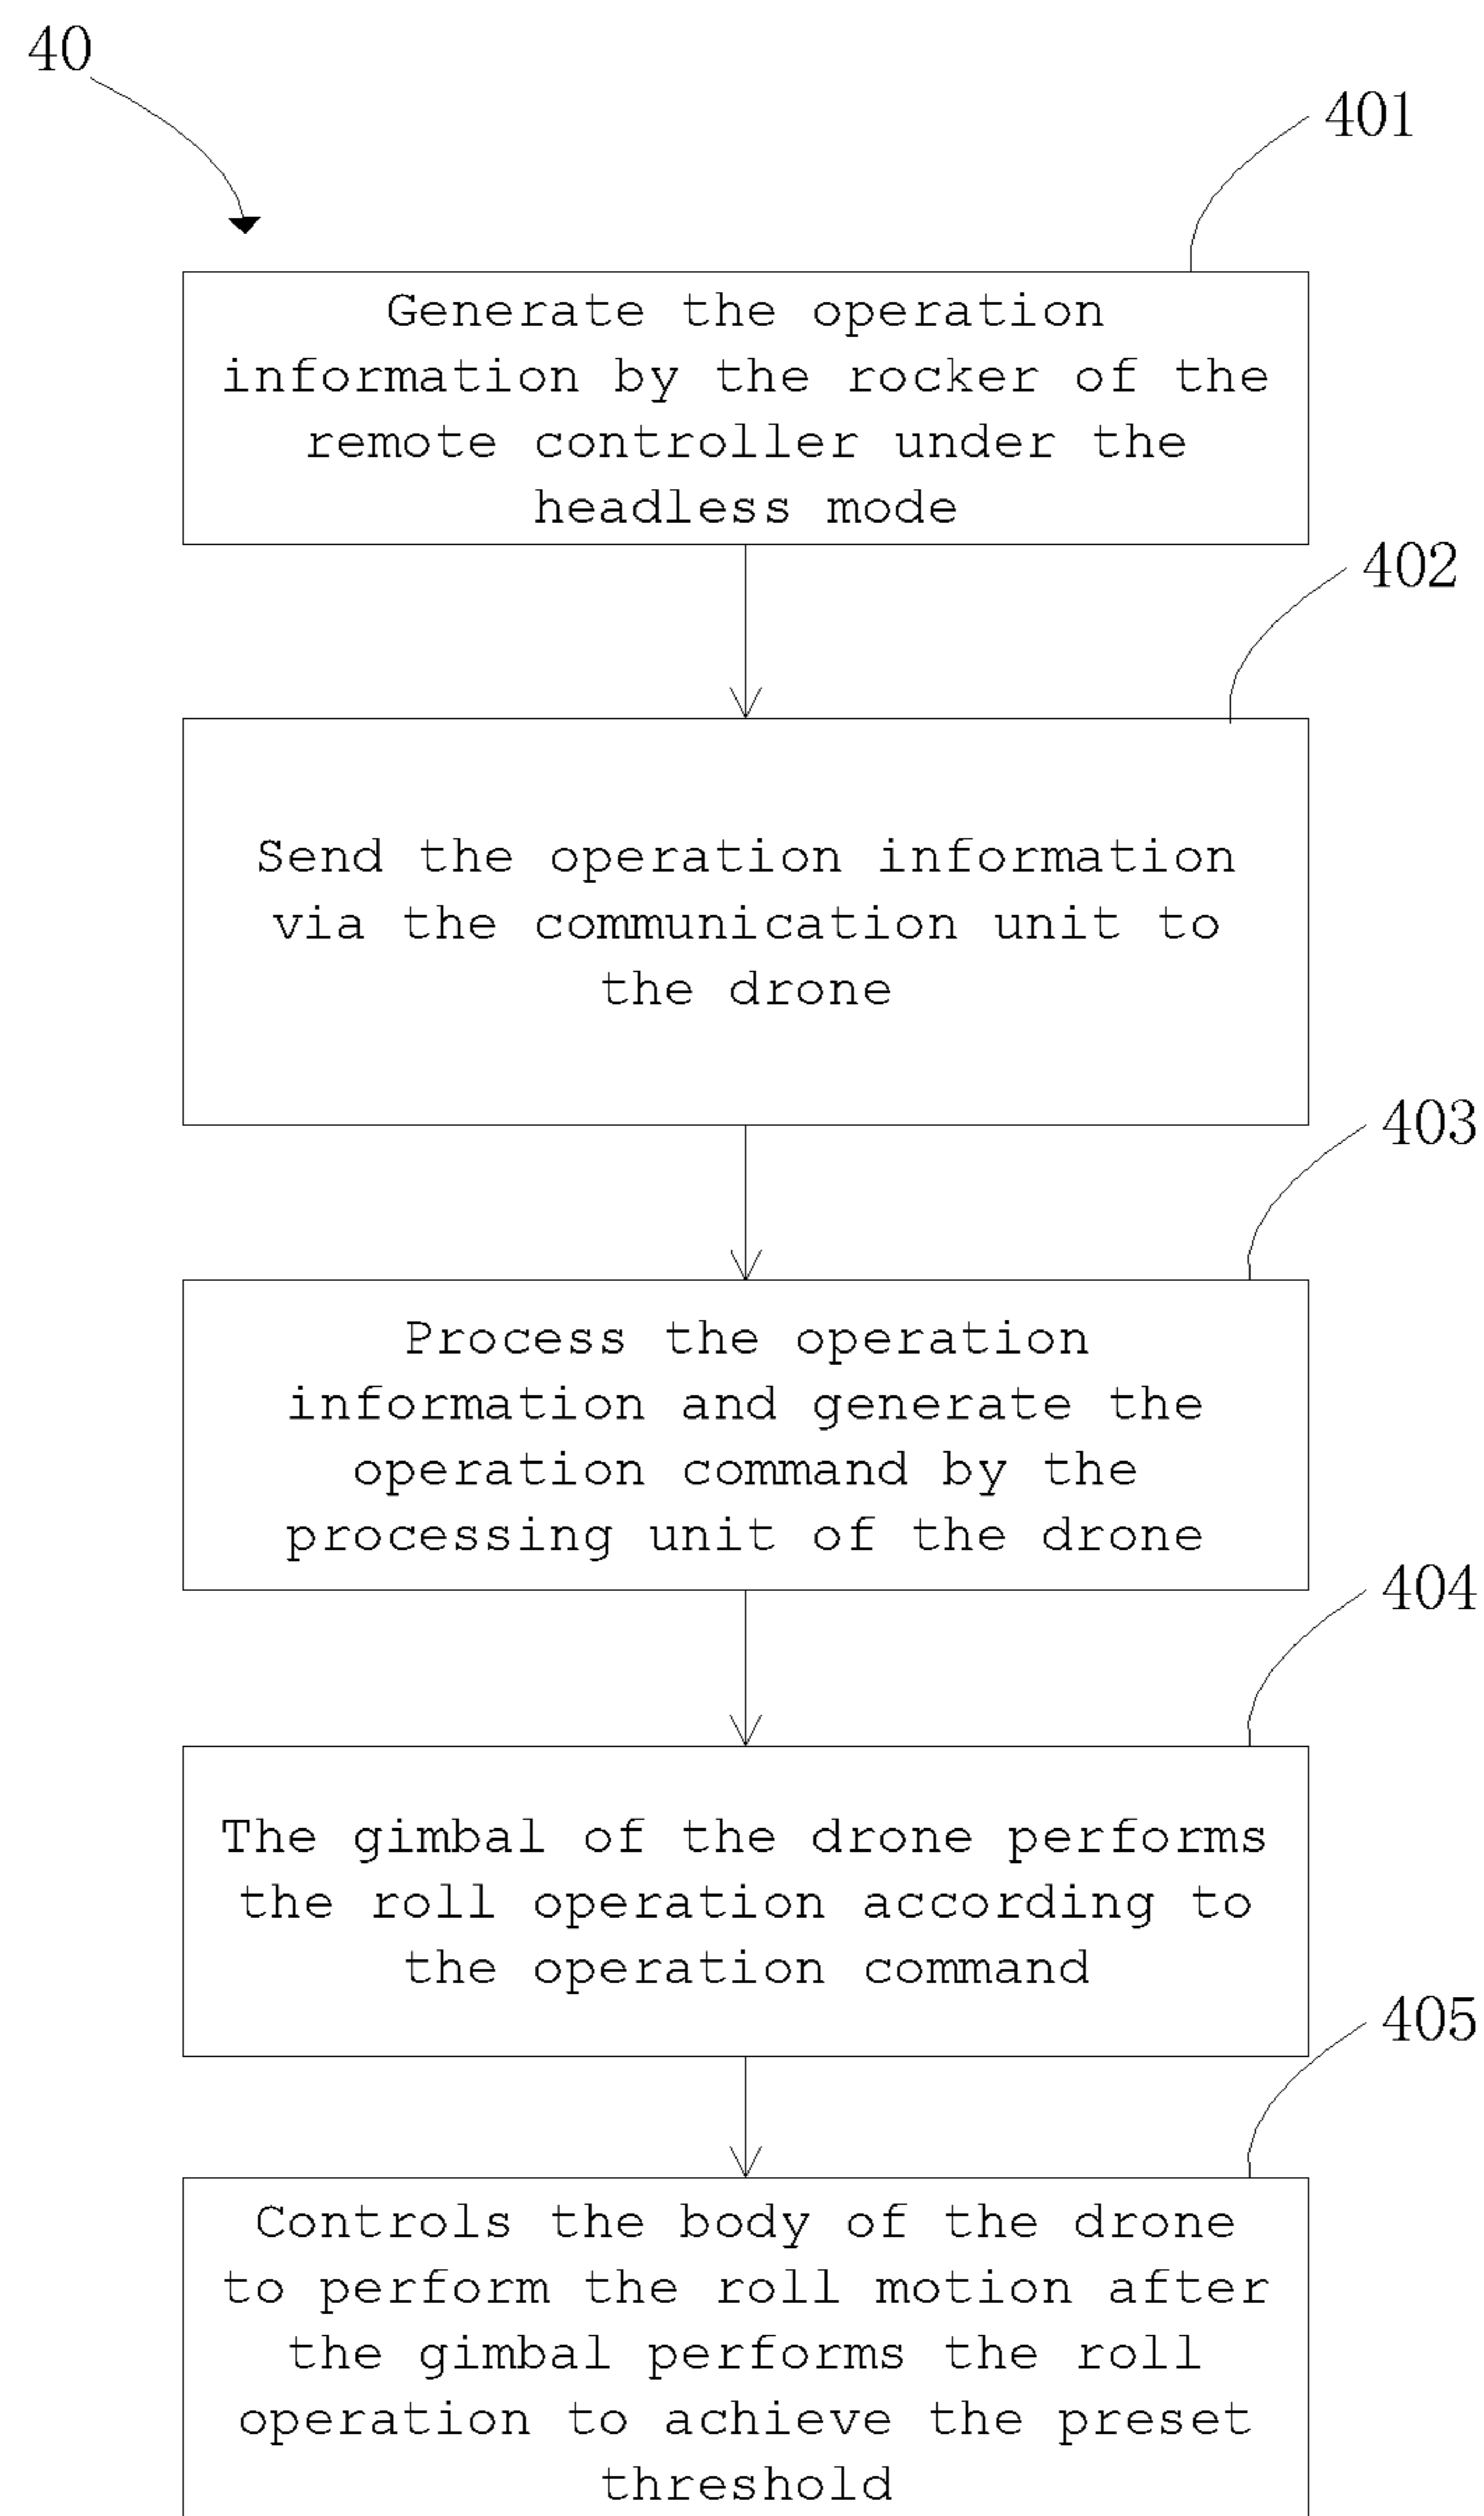 40
401
Generate the operation
information by the rocker of the
remote controller under the
headless mode
402
Send the operation information
via the communication unit to
the drone
403
Process the operation
information and generate the
operation command by the
processing unit of the drone
404
The gimbal of the drone performs
the roll operation according to
the operation command
405
Controls the body of the drone
to perform the roll motion after
the gimbal performs the roll
operation to achieve the preset
threshold